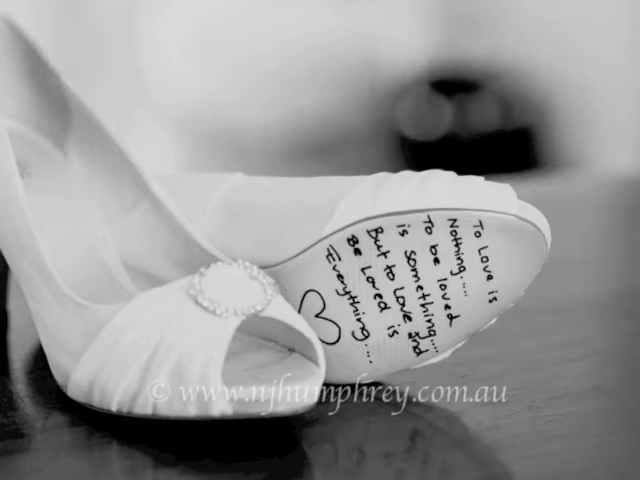 To Love is
Nothing.....
To be loved
is something....
But to Love And
Be Loved is
Everything.....
© www.njhumphrey.com.au